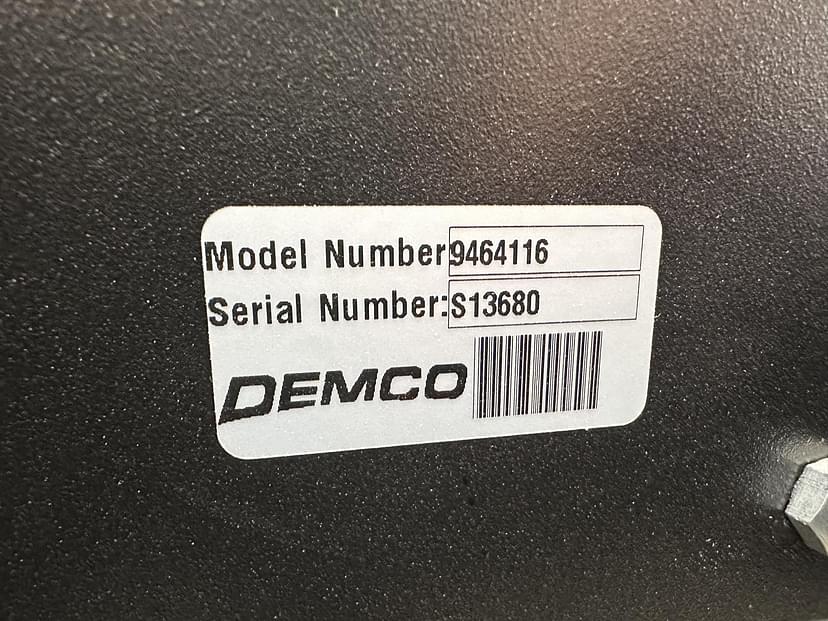 Model Number 9464116
Serial Number: S13680
DEMCO